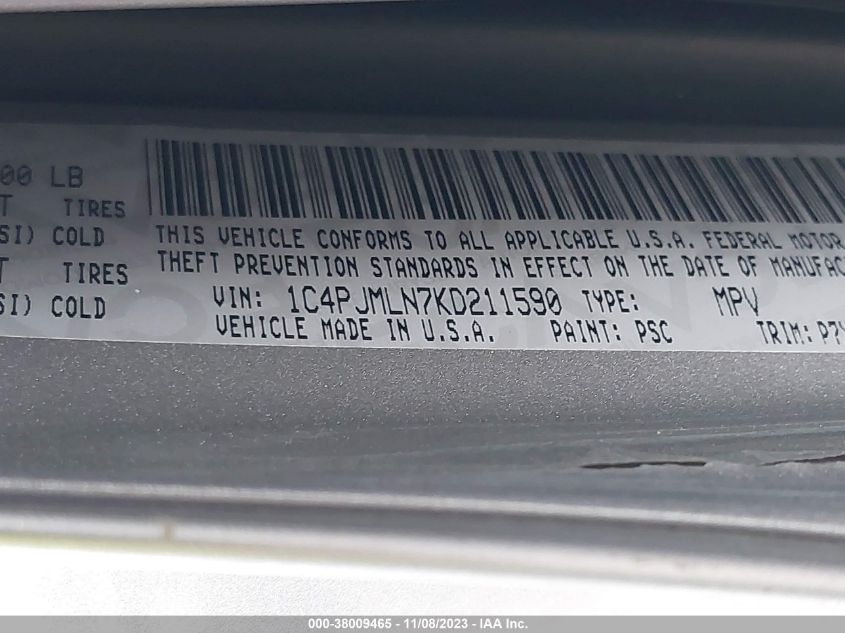 00 LB
T TIRES
SI) COLD
T TIRES
SI) COLD
THIS VEHICLE CONFORMS TO ALL APPLICABLE U.S.A. FEDERAL MOTOR
THEFT PREVENTION STANDARDS IN EFFECT ON THE DATE OF MANUFAC
VIN: 1C4PJMLN7KD211590 TYPE: MPV
VEHICLE MADE IN U.S.A. PAINT: PSC TRIM: P7
000-38009465 - 11/08/2023 - IAA Inc.